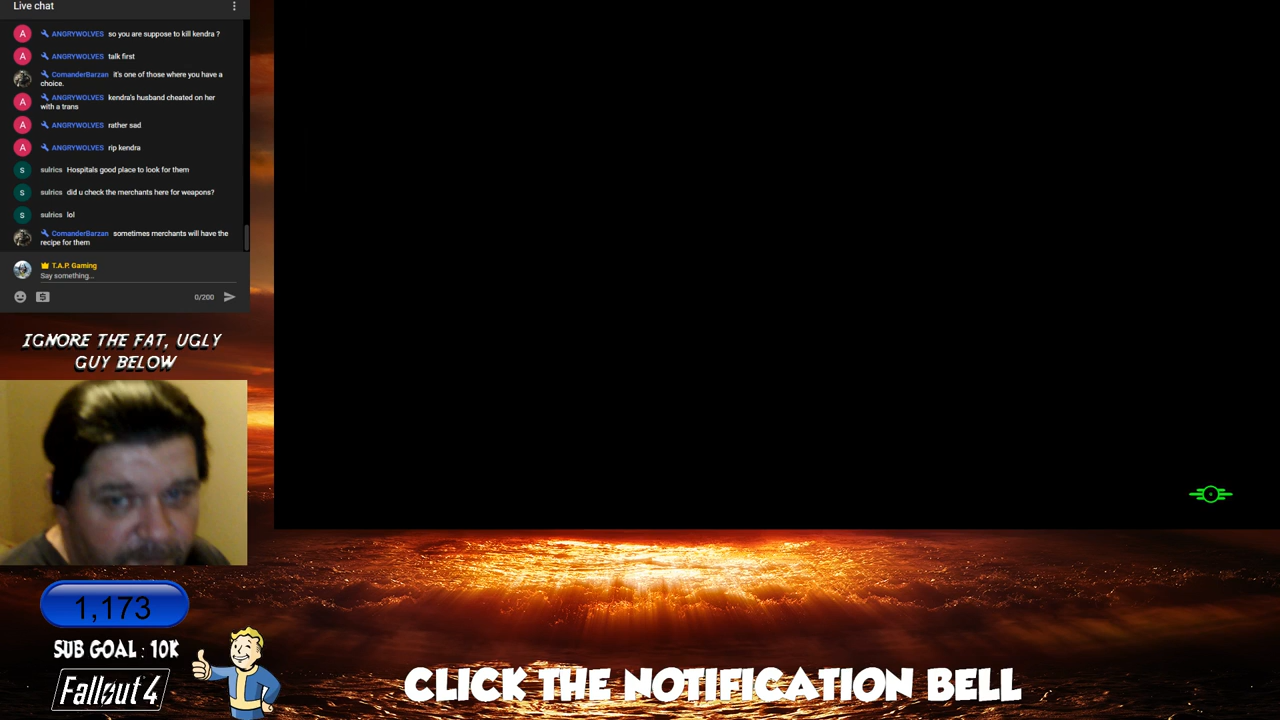 Live chat
ANGRYWOLVES so you are suppose to kill kendra ?
ANGRYWOLVES talk first
ComanderBarzan it's one of those where you have a
choice.
ANGRYWOLVES kendra's husband cheated on her
with a trans
ANGRYWOLVES rather sad
ANGRYWOLVES rip kendra
sulrics Hospitals good place to look for them
sulrics did u check the merchants here for weapons?
sulrics lol
ComanderBarzan sometimes merchants will have the
recipe for them
T.A.P. Gaming
Say something...
0/200
IGNORE THE FAT, UGLY
GUY BELOW
1,173
SUB GOAL : 10K
Fallout 4
CLICK THE NOTIFICATION BELL